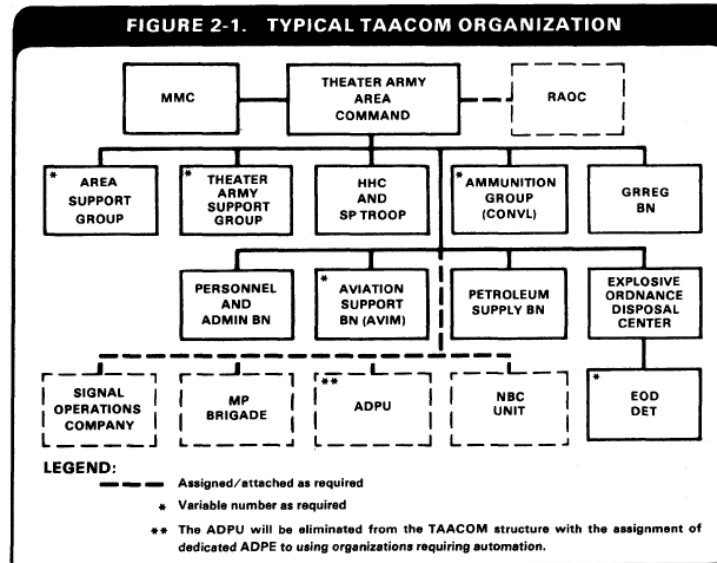 FIGURE 2-1. TYPICAL TAACOM ORGANIZATION
MMC
THEATER ARMY
AREA
COMMAND
RAOC
* AREA
SUPPORT
GROUP
* THEATER
ARMY
SUPPORT
GROUP
HHC
AND
SP TROOP
* AMMUNITION
GROUP
(CONVL)
GRREG
BN
PERSONNEL
AND
ADMIN BN
* AVIATION
SUPPORT
BN (AVIM)
PETROLEUM
SUPPLY BN
EXPLOSIVE
ORDNANCE
DISPOSAL
CENTER
SIGNAL
OPERATIONS
COMPANY
MP
BRIGADE
** ADPU
NBC
UNIT
* EOD
DET
LEGEND:
Assigned/attached as required
* Variable number as required
** The ADPU will be eliminated from the TAACOM structure with the assignment of
dedicated ADPE to using organizations requiring automation.